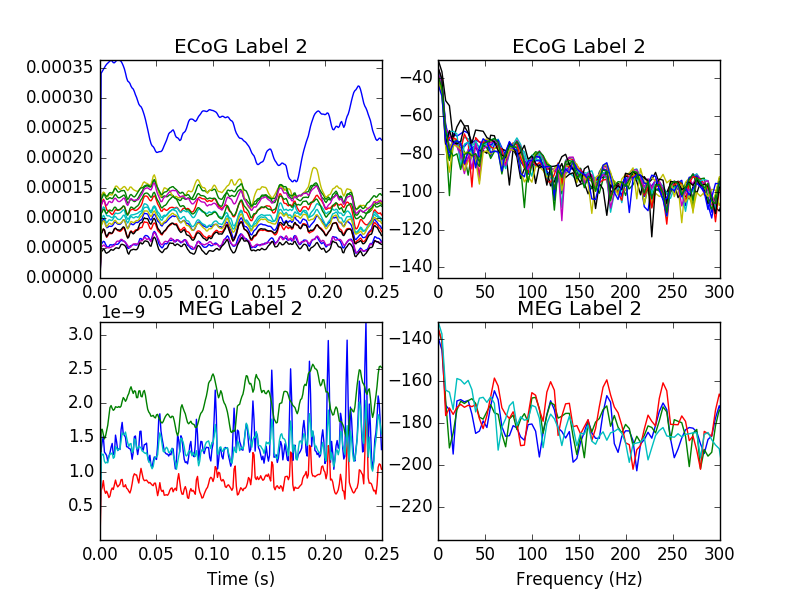 ECoG Label 2
0.00035
0.00030
0.00025
0.00020
0.00015
0.00010
0.00005
0.00000
0.00 0.05 0.10 0.15 0.20 0.25
ECoG Label 2
−40
−60
−80
−100
−120
−140
0 50 100 150 200 250 300
MEG Label 2
1e−9
3.0
2.5
2.0
1.5
1.0
0.5
0.00 0.05 0.10 0.15 0.20 0.25
Time (s)
MEG Label 2
−140
−160
−180
−200
−220
0 50 100 150 200 250 300
Frequency (Hz)